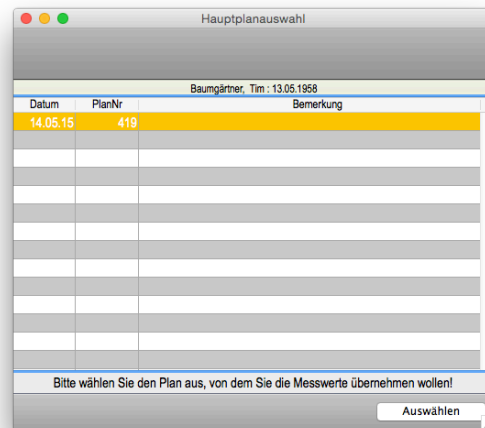 Hauptplanauswahl
Baumgärtner, Tim : 13.05.1958
Datum PlanNr Bemerkung
14.05.15 419
Bitte wählen Sie den Plan aus, von dem Sie die Messwerte übernehmen wollen!
Auswählen